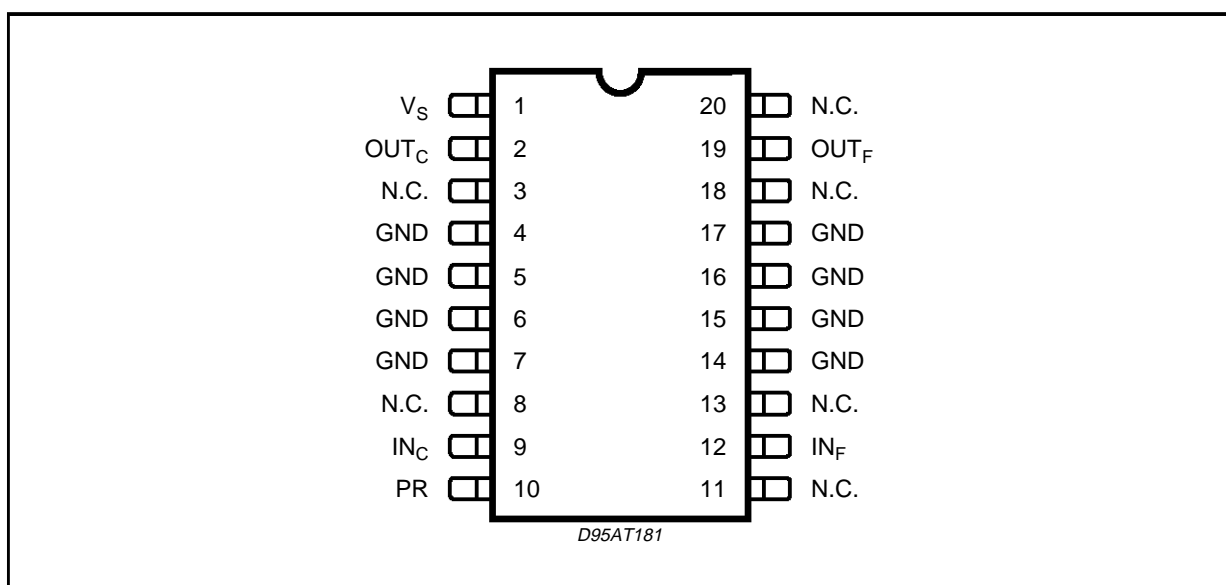 V_S 1 20 N.C.
OUT_C 2 19 OUT_F
N.C. 3 18 N.C.
GND 4 17 GND
GND 5 16 GND
GND 6 15 GND
GND 7 14 GND
N.C. 8 13 N.C.
IN_C 9 12 IN_F
PR 10 11 N.C.
D95AT181